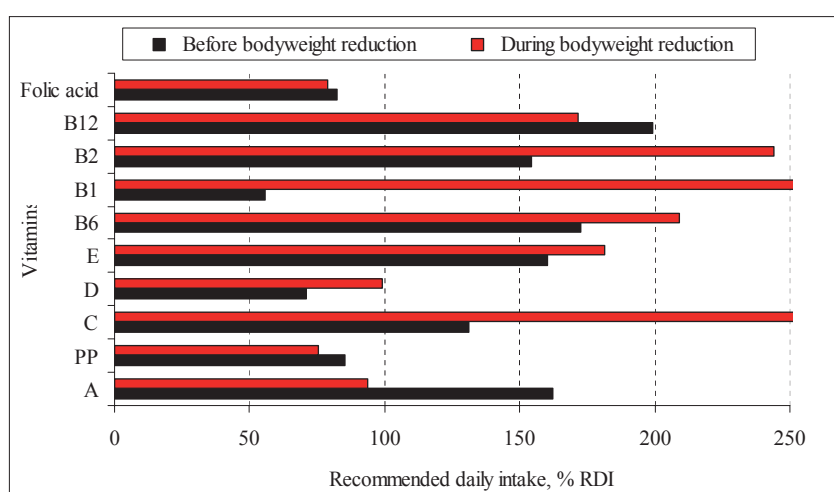 Before bodyweight reduction During bodyweight reduction
Folic acid
B12
B2
B1
B6
E
D
C
PP
A
Vitamins
0 50 100 150 200 250
Recommended daily intake, % RDI